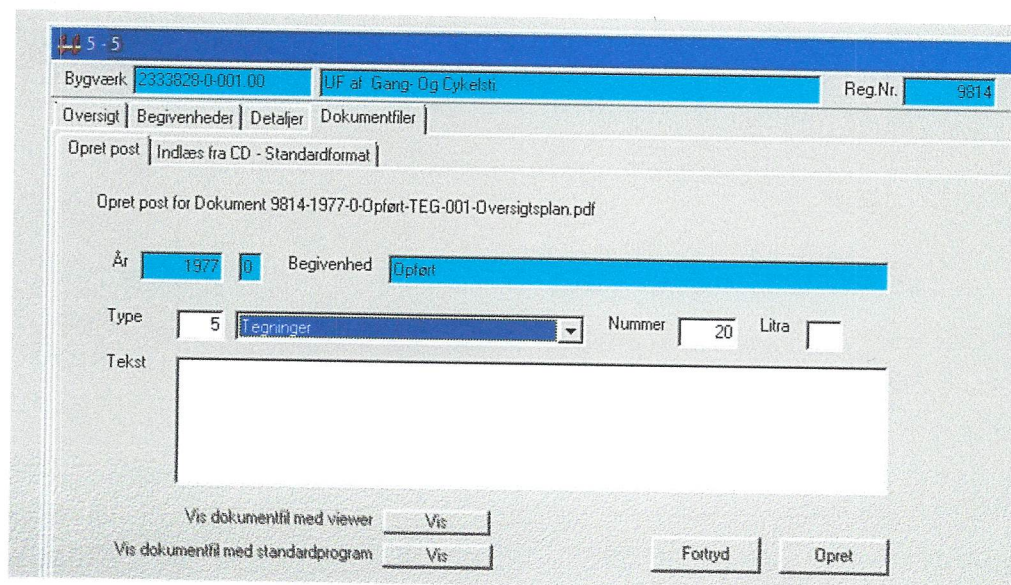 5 - 5
Bygværk 2333828-0-001.00 UF af Gang- Og Cykelsti. Reg.Nr. 9814
Oversigt Begivenheder Detaljer Dokumentfiler
Opret post Indlæs fra CD - Standardformat
Opret post for Dokument 9814-1977-0-Opført-TEG-001-Oversigtsplan.pdf
År 1977 0 Begivenhed Opført
Type 5 Tegninger Nummer 20 Litra
Tekst
Vis dokumentfil med viewer Vis
Vis dokumentfil med standardprogram Vis Fortryd Opret